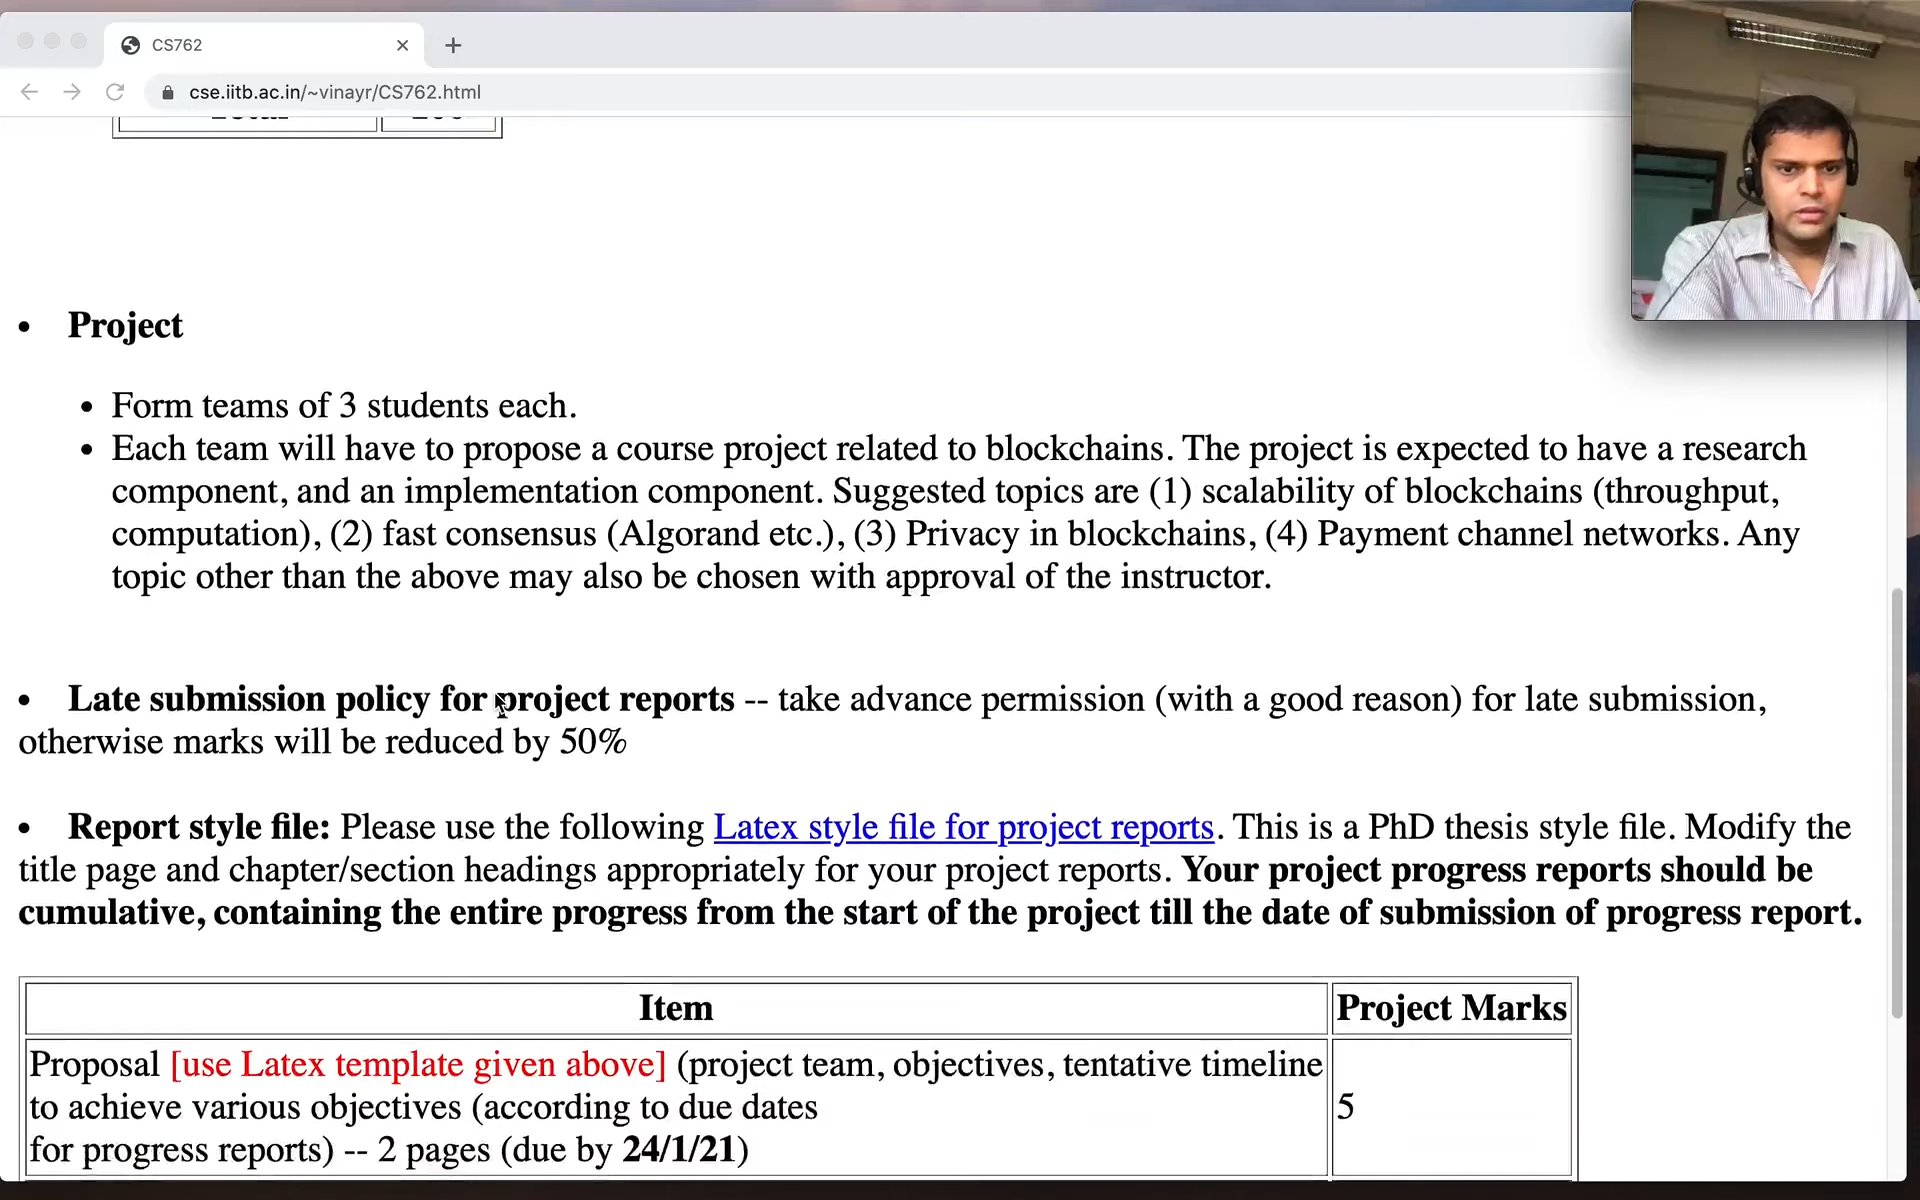 CS762
cse.iitb.ac.in/~vinayr/CS762.html
Project
Form teams of 3 students each.
Each team will have to propose a course project related to blockchains. The project is expected to have a research
component, and an implementation component. Suggested topics are (1) scalability of blockchains (throughput,
computation), (2) fast consensus (Algorand etc.), (3) Privacy in blockchains, (4) Payment channel networks. Any
topic other than the above may also be chosen with approval of the instructor.
Late submission policy for project reports -- take advance permission (with a good reason) for late submission,
otherwise marks will be reduced by 50%
Report style file: Please use the following Latex style file for project reports. This is a PhD thesis style file. Modify the
title page and chapter/section headings appropriately for your project reports. Your project progress reports should be
cumulative, containing the entire progress from the start of the project till the date of submission of progress report.
Item
Project Marks
Proposal [use Latex template given above] (project team, objectives, tentative timeline
to achieve various objectives (according to due dates
for progress reports) -- 2 pages (due by 24/1/21)
5